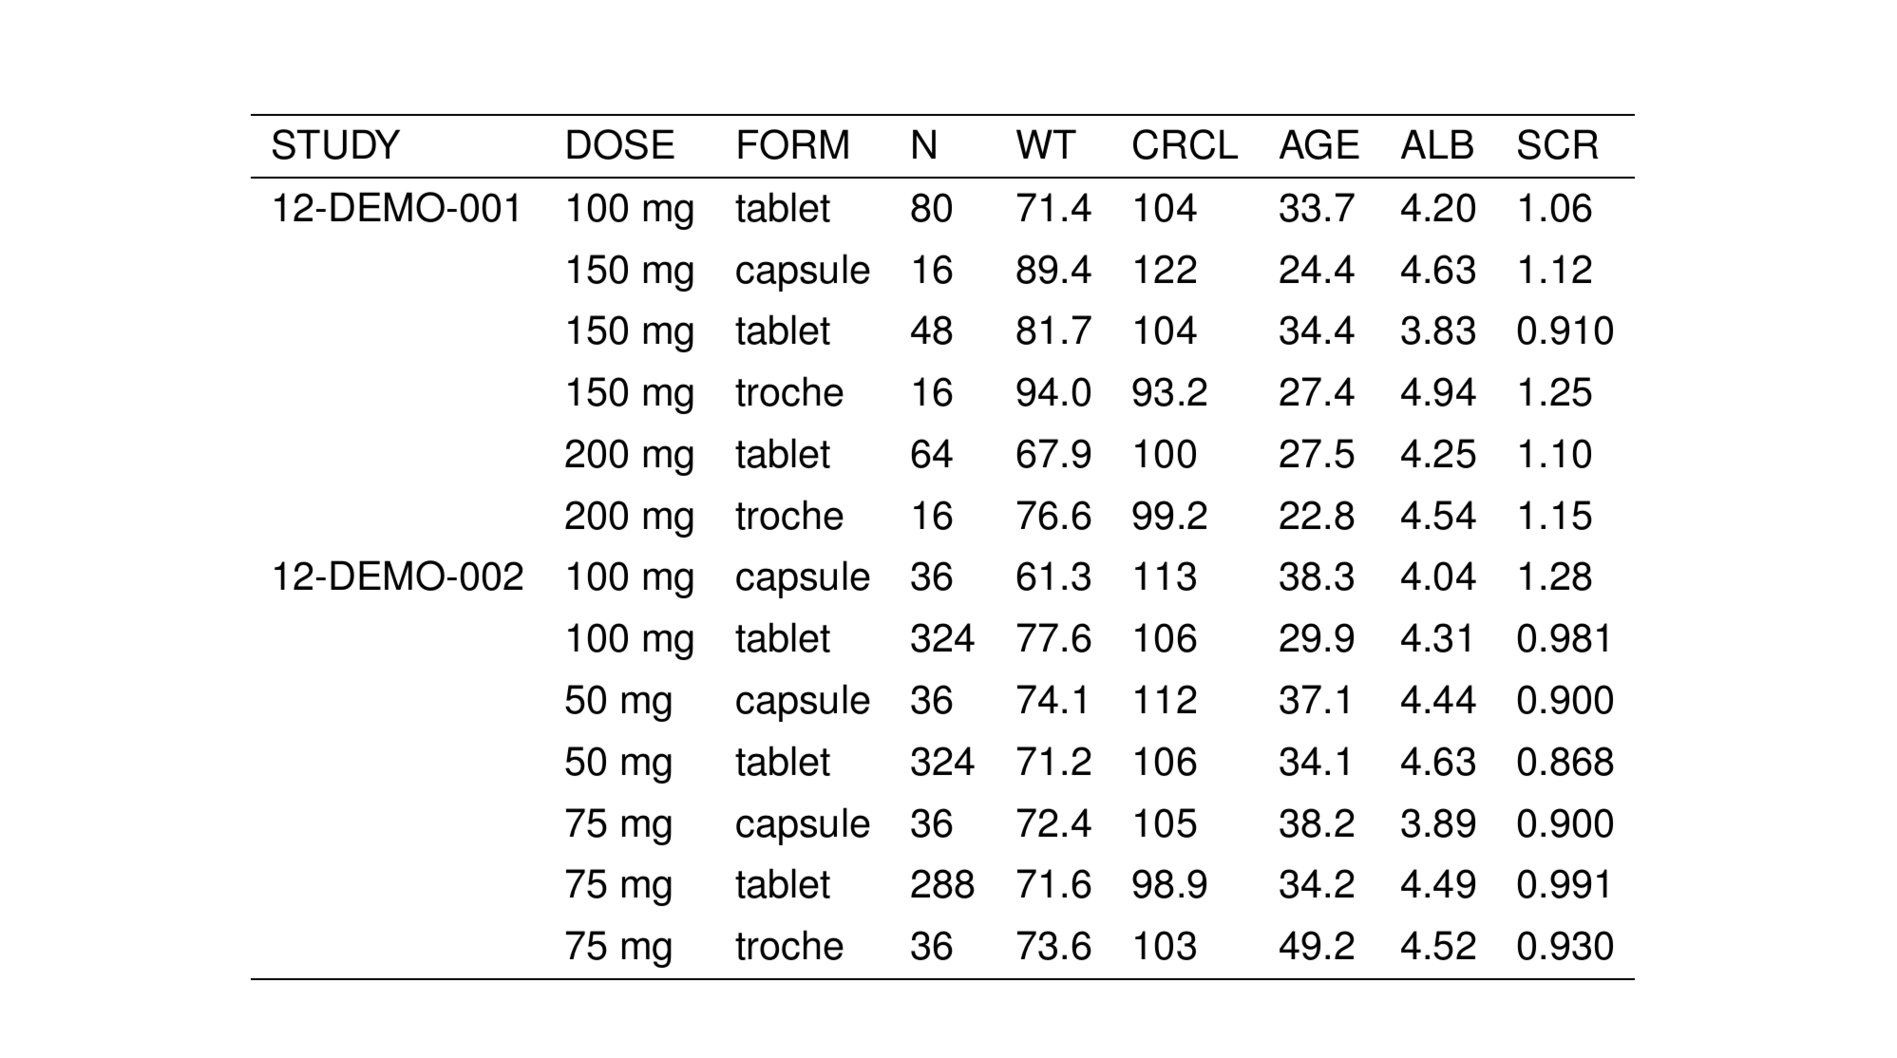 STUDY DOSE FORM N WT CRCL AGE ALB SCR
12-DEMO-001 100 mg tablet 80 71.4 104 33.7 4.20 1.06
150 mg capsule 16 89.4 122 24.4 4.63 1.12
150 mg tablet 48 81.7 104 34.4 3.83 0.910
150 mg troche 16 94.0 93.2 27.4 4.94 1.25
200 mg tablet 64 67.9 100 27.5 4.25 1.10
200 mg troche 16 76.6 99.2 22.8 4.54 1.15
12-DEMO-002 100 mg capsule 36 61.3 113 38.3 4.04 1.28
100 mg tablet 324 77.6 106 29.9 4.31 0.981
50 mg capsule 36 74.1 112 37.1 4.44 0.900
50 mg tablet 324 71.2 106 34.1 4.63 0.868
75 mg capsule 36 72.4 105 38.2 3.89 0.900
75 mg tablet 288 71.6 98.9 34.2 4.49 0.991
75 mg troche 36 73.6 103 49.2 4.52 0.930